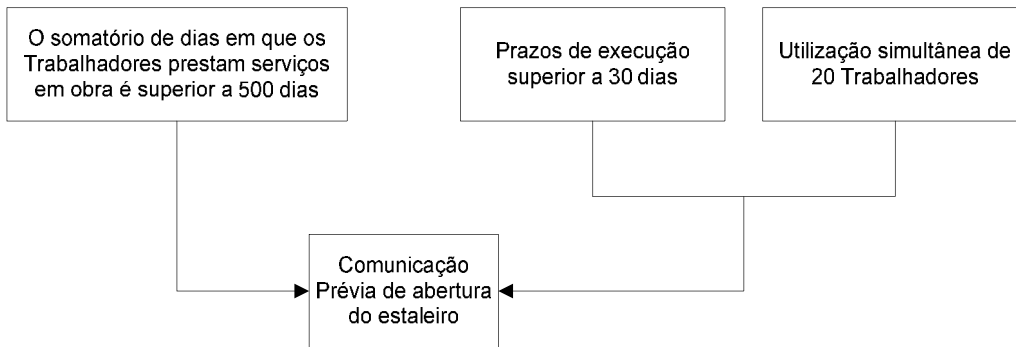 O somatório de dias em que os
Trabalhadores prestam serviços
em obra é superior a 500 dias
Prazos de execução
superior a 30 dias
Utilização simultânea de
20 Trabalhadores
Comunicação
Prévia de abertura
do estaleiro